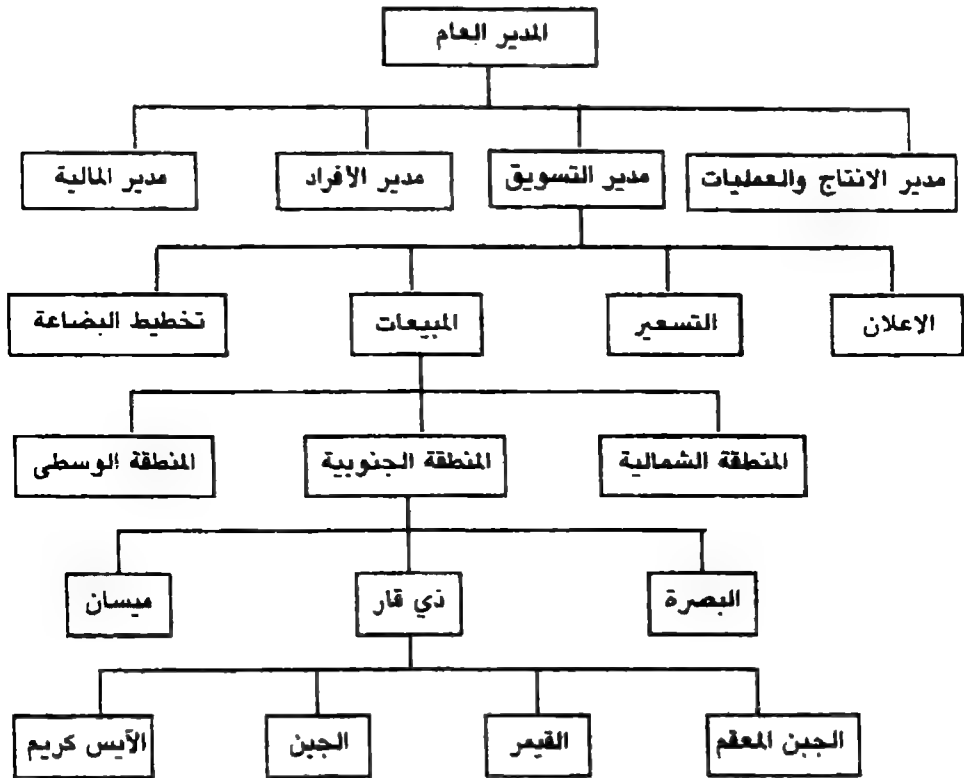 المدير العام
مدير الانتاج والعمليات
مدير التسويق
مدير الأفراد
مدير المالية
الاعلان
التسعير
المبيعات
تخطيط البضاعة
المنطقة الشمالية
المنطقة الجنوبية
المنطقة الوسطى
البصرة
ذي قار
ميسان
الجبن المعقم
القيمر
الجبن
الآيس كريم